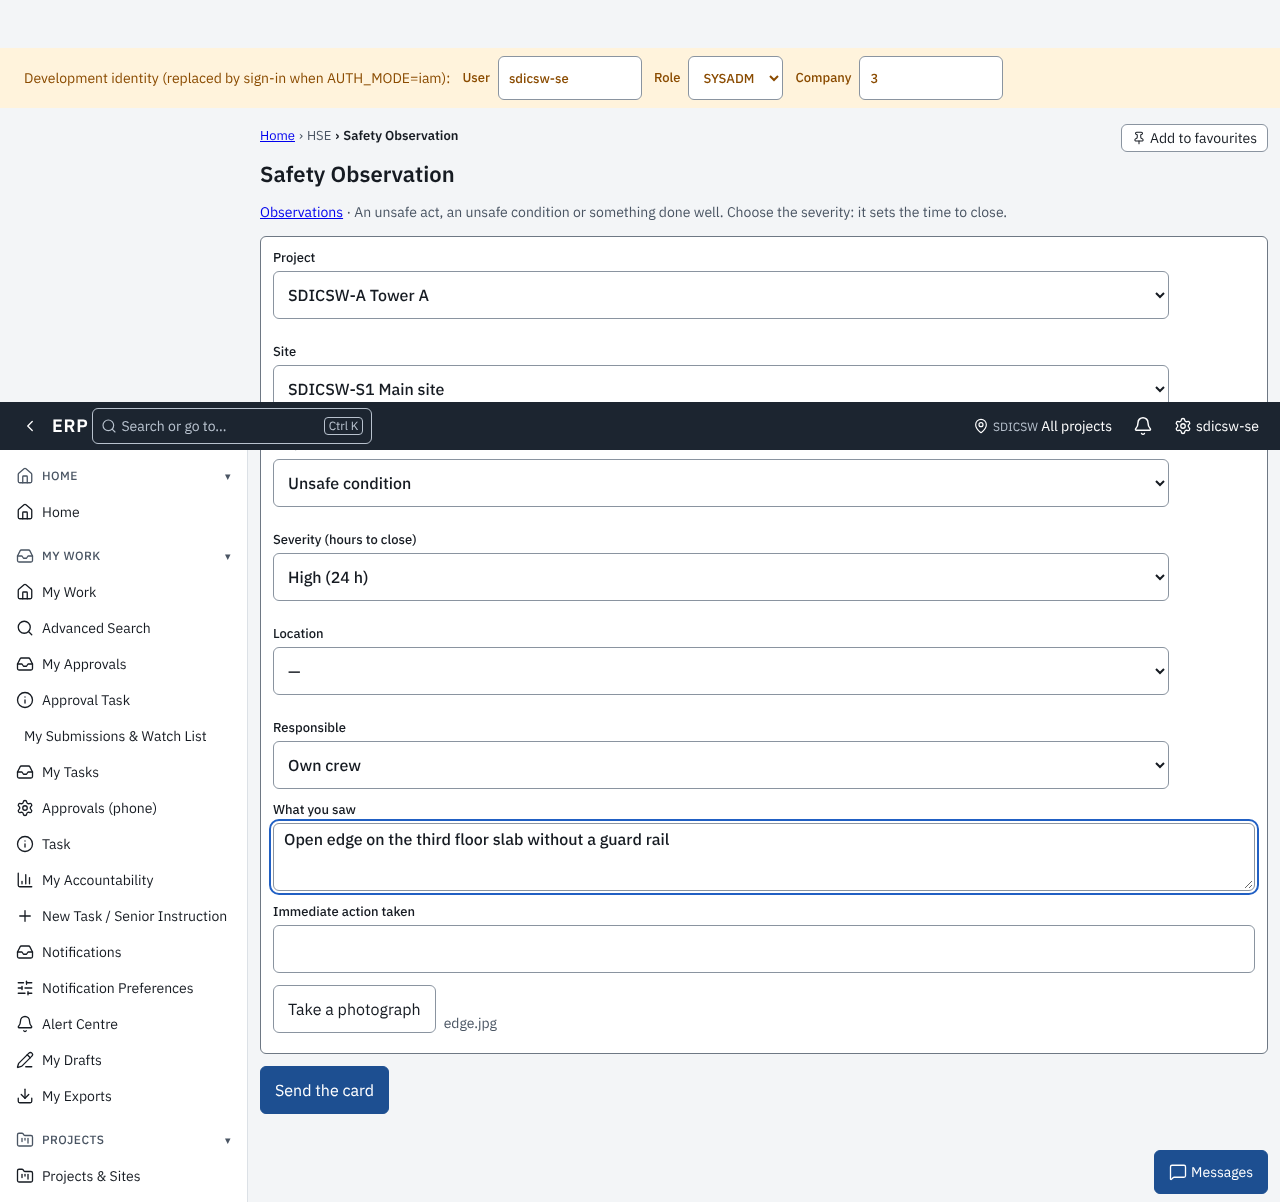 Development identity (replaced by sign-in when AUTH_MODE=iam): User sdicsw-se Role SYSADM Company 3
Home › HSE › Safety Observation
Add to favourites
Safety Observation
Observations · An unsafe act, an unsafe condition or something done well. Choose the severity: it sets the time to close.
Project
SDICSW-A Tower A
Site
SDICSW-S1 Main site
ERP Search or go to... Ctrl K SDICSW All projects sdicsw-se
HOME
Home
MY WORK
My Work
Advanced Search
My Approvals
Approval Task
My Submissions & Watch List
My Tasks
Approvals (phone)
Task
My Accountability
New Task / Senior Instruction
Notifications
Notification Preferences
Alert Centre
My Drafts
My Exports
PROJECTS
Projects & Sites
Unsafe condition
Severity (hours to close)
High (24 h)
Location
—
Responsible
Own crew
What you saw
Open edge on the third floor slab without a guard rail
Immediate action taken
Take a photograph edge.jpg
Send the card
Messages